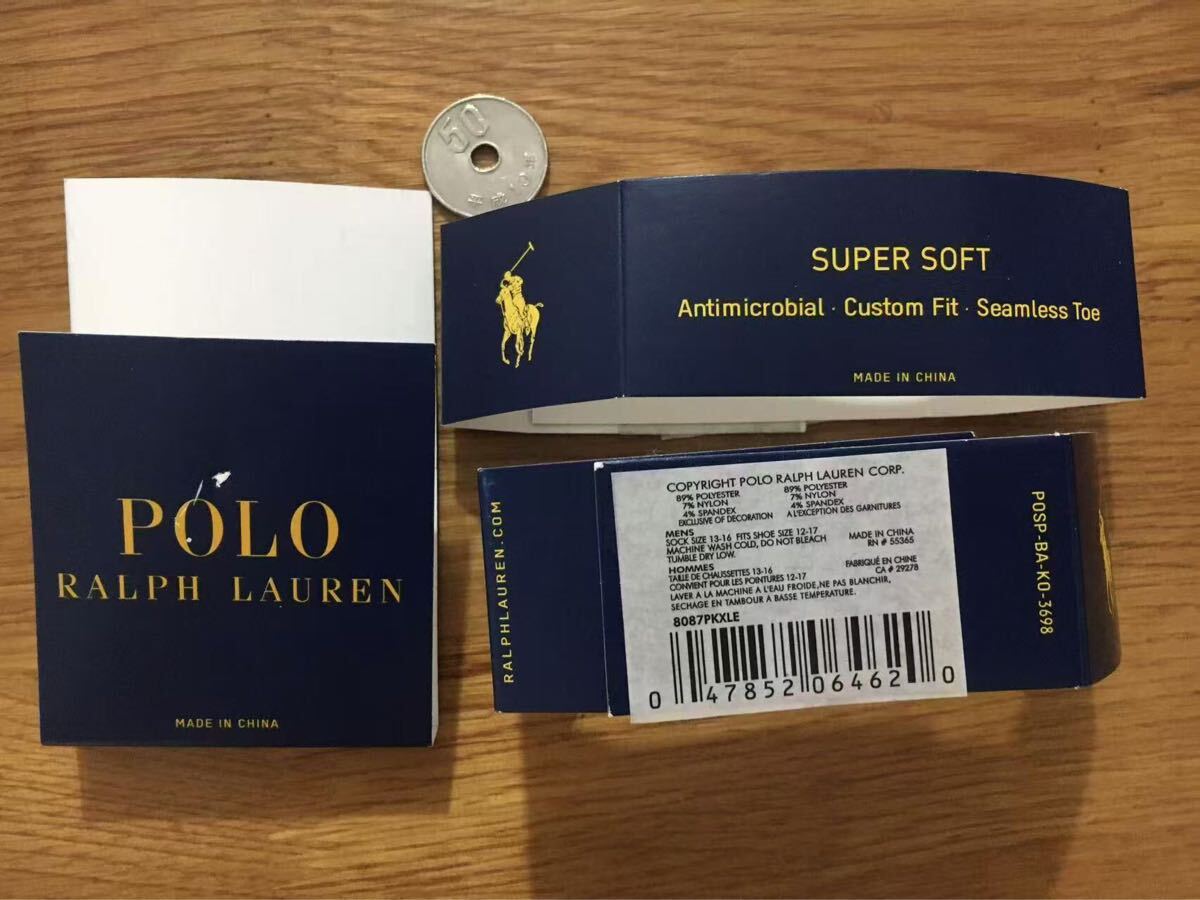 50
平成10年
POLO
RALPH LAUREN
MADE IN CHINA
SUPER SOFT
Antimicrobial · Custom Fit · Seamless Toe
MADE IN CHINA
RALPHLAUREN.COM
COPYRIGHT POLO RALPH LAUREN CORP.
89% POLYESTER 89% POLYESTER
7% NYLON 7% NYLON
4% SPANDEX 4% SPANDEX
EXCLUSIVE OF DECORATION A L'EXCEPTION DES GARNITURES
MENS
SOCK SIZE 13-16 FITS SHOE SIZE 12-17 MADE IN CHINA
MACHINE WASH COLD, DO NOT BLEACH RN # 55365
TUMBLE DRY LOW.
HOMMES FABRIQUÉ EN CHINE
TAILLE DE CHAUSSETTES 13-16 CA # 29278
CONVIENT POUR LES POINTURES 12-17
LAVER A LA MACHINE A L'EAU FROIDE,NE PAS BLANCHIR,
SECHAGE EN TAMBOUR A BASSE TEMPERATURE.
8087PKXLE
0 47852 06462 0
POSP-BA-KO-3698